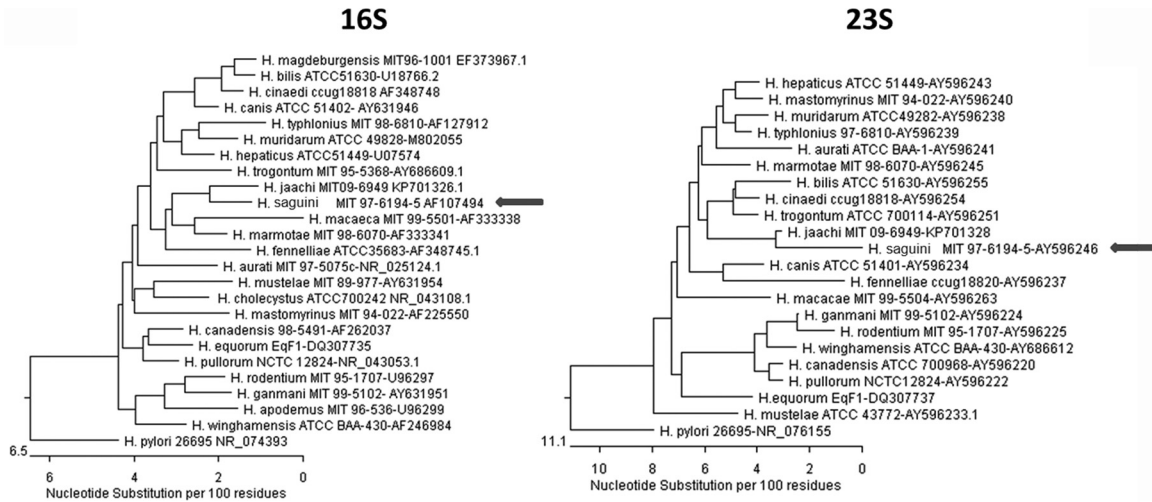 16S
H. magdeburgensis MIT96-1001 EF373967.1
H. bilis ATCC51630-U18766.2
H. cinaedi ccug18818 AF348748
H. canis ATCC 51402- AY631946
H. typhlonius MIT 98-6810-AF127912
H. muridarum ATCC 49828-M802055
H. hepaticus ATCC51449-U07574
H. trogontum MIT 95-5368-AY686609.1
H. jaachi MIT09-6949 KP701326.1
H. saguini MIT 97-6194-5 AF107494
H. macaeca MIT 99-5501-AF333338
H. marmotae MIT 98-6070-AF333341
H. fennelliae ATCC35683-AF348745.1
H. aurati MIT 97-5075c-NR_025124.1
H. mustelae MIT 89-977-AY631954
H. cholecystus ATCC700242 NR_043108.1
H. mastomyrinus MIT 94-022-AF225550
H. canadensis 98-5491-AF262037
H. equorum EqF1-DQ307735
H. pullorum NCTC 12824-NR_043053.1
H. rodentium MIT 95-1707-U96297
H. ganmani MIT 99-5102- AY631951
H. apodemus MIT 96-536-U96299
H. winghamensis ATCC BAA-430-AF246984
H. pylori 26695 NR_074393
6.5
6 4 2 0
Nucleotide Substitution per 100 residues
23S
H. hepaticus ATCC 51449-AY596243
H. mastomyrinus MIT 94-022-AY596240
H. muridarum ATCC49282-AY596238
H. typhlonius 97-6810-AY596239
H. aurati ATCC BAA-1-AY596241
H. marmotae MIT 98-6070-AY596245
H. bilis ATCC 51630-AY596255
H. cinaedi ccug18818-AY596254
H. trogontum ATCC 700114-AY596251
H. jaachi MIT 09-6949-KP701328
H. saguini MIT 97-6194-5-AY596246
H. canis ATCC 51401-AY596234
H. fennelliae ccug18820-AY596237
H. macacae MIT 99-5504-AY596263
H. ganmani MIT 99-5102-AY596224
H. rodentium MIT 95-1707-AY596225
H. winghamensis ATCC BAA-430-AY686612
H. canadensis ATCC 700968-AY596220
H. pullorum NCTC12824-AY596222
H.equorum EqF1-DQ307737
H. mustelae ATCC 43772-AY596233.1
H. pylori 26695-NR_076155
11.1
10 8 6 4 2 0
Nucleotide Substitution per 100 residues